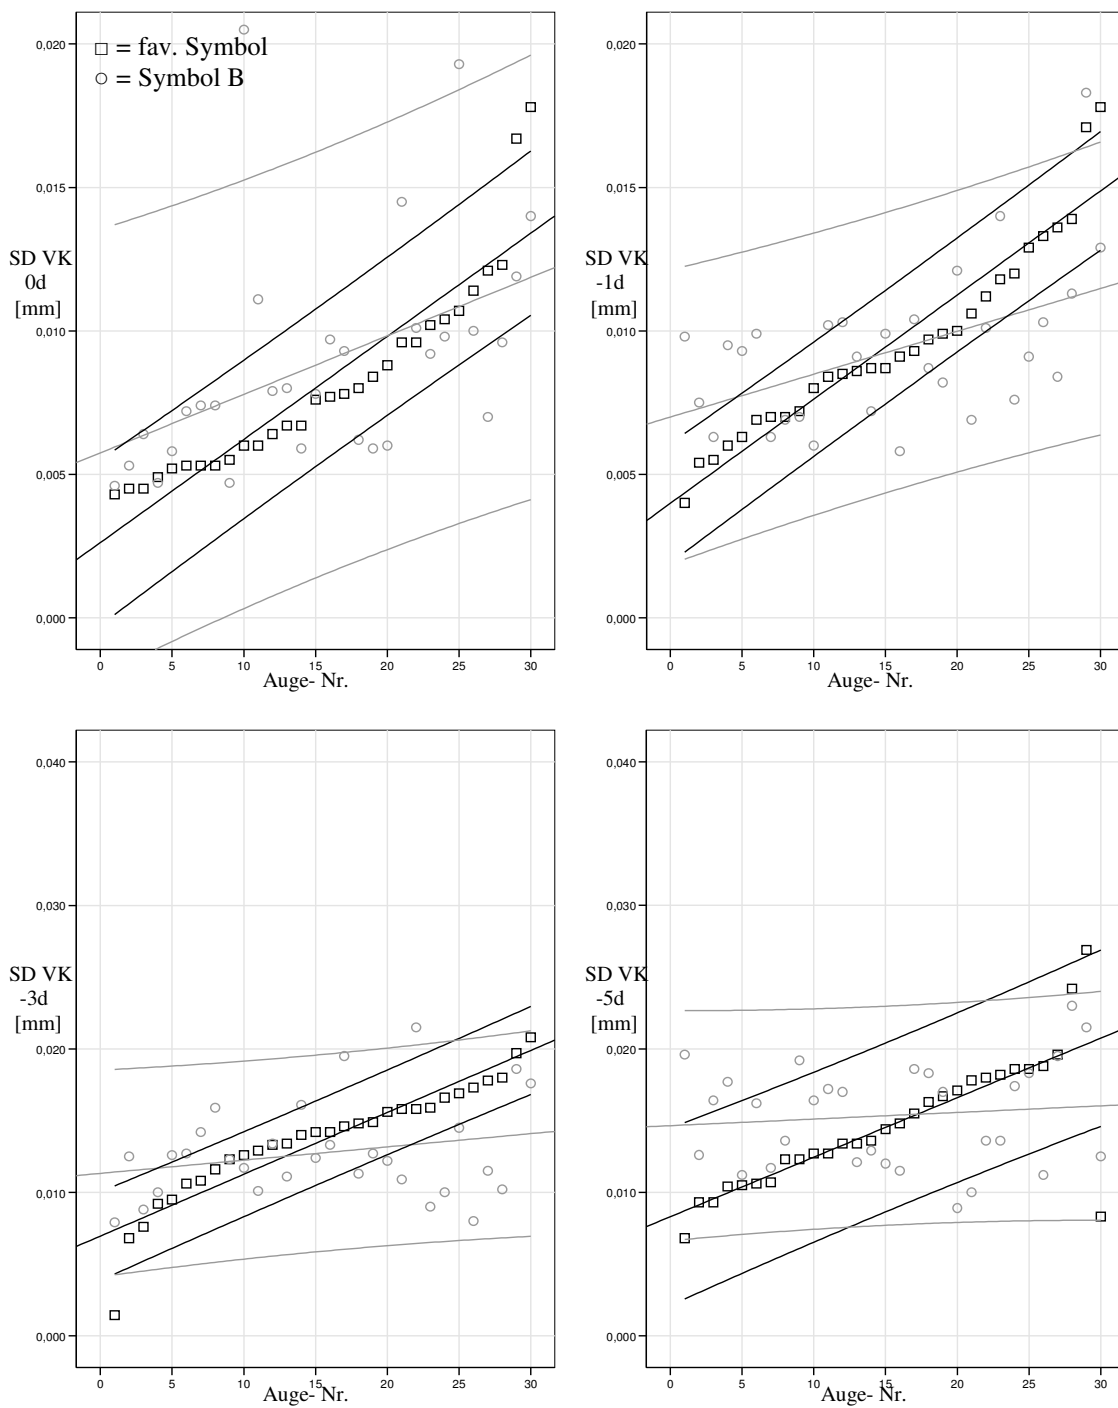 0,020
= fav. Symbol
= Symbol B
0,015
SD VK
0d
[mm]
0,010
0,005
0,000
0 5 10 15 20 25 30
Auge- Nr.
0,020
0,015
SD VK
-1d
[mm]
0,010
0,005
0,000
0 5 10 15 20 25 30
Auge- Nr.
0,040
0,030
SD VK
-3d
[mm]
0,020
0,010
0,000
0 5 10 15 20 25 30
Auge- Nr.
0,040
0,030
SD VK
-5d
[mm]
0,020
0,010
0,000
0 5 10 15 20 25 30
Auge- Nr.